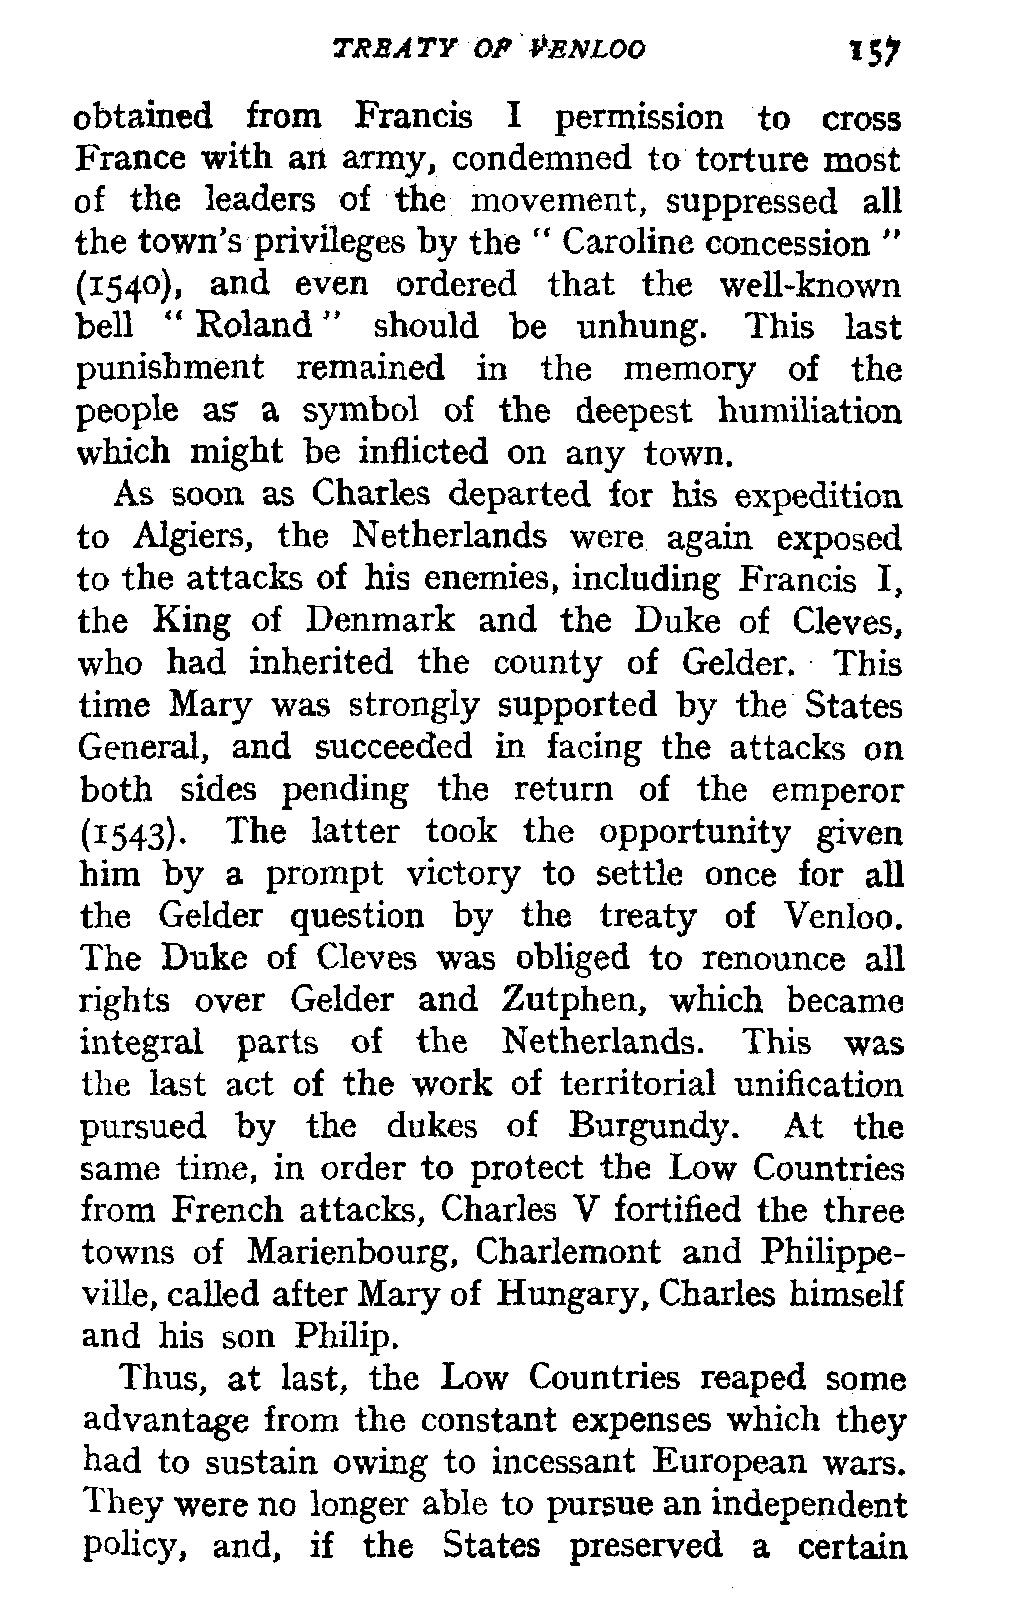 TREATY OF VENLOO 157
obtained from Francis I permission to cross
France with an army, condemned to torture most
of the leaders of the movement, suppressed all
the town's privileges by the " Caroline concession "
(1540), and even ordered that the well-known
bell " Roland " should be unhung. This last
punishment remained in the memory of the
people as a symbol of the deepest humiliation
which might be inflicted on any town.
As soon as Charles departed for his expedition
to Algiers, the Netherlands were again exposed
to the attacks of his enemies, including Francis I,
the King of Denmark and the Duke of Cleves,
who had inherited the county of Gelder. This
time Mary was strongly supported by the States
General, and succeeded in facing the attacks on
both sides pending the return of the emperor
(1543). The latter took the opportunity given
him by a prompt victory to settle once for all
the Gelder question by the treaty of Venloo.
The Duke of Cleves was obliged to renounce all
rights over Gelder and Zutphen, which became
integral parts of the Netherlands. This was
the last act of the work of territorial unification
pursued by the dukes of Burgundy. At the
same time, in order to protect the Low Countries
from French attacks, Charles V fortified the three
towns of Marienbourg, Charlemont and Philippe-
ville, called after Mary of Hungary, Charles himself
and his son Philip.
Thus, at last, the Low Countries reaped some
advantage from the constant expenses which they
had to sustain owing to incessant European wars.
They were no longer able to pursue an independent
policy, and, if the States preserved a certain